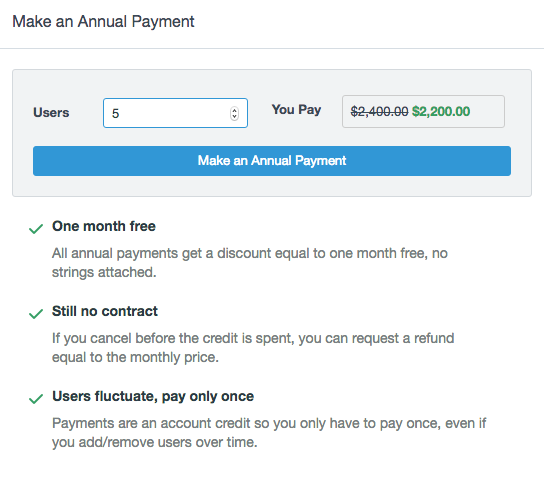 Make an Annual Payment
Users 5 You Pay $2,400.00 $2,200.00
Make an Annual Payment
One month free
All annual payments get a discount equal to one month free, no
strings attached.
Still no contract
If you cancel before the credit is spent, you can request a refund
equal to the monthly price.
Users fluctuate, pay only once
Payments are an account credit so you only have to pay once, even if
you add/remove users over time.